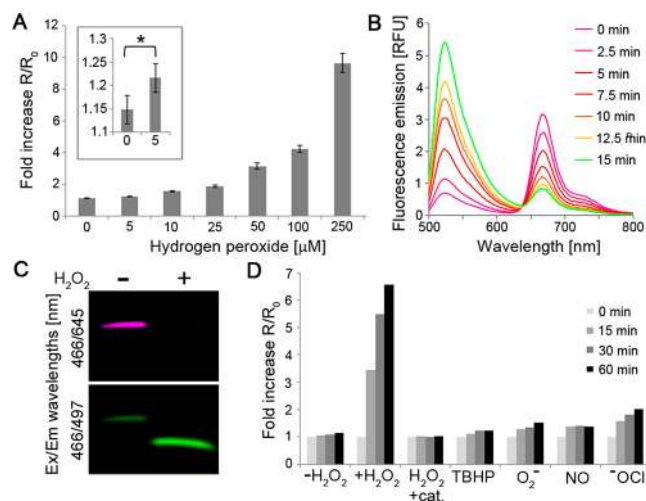 A
Fold increase R/R0
12
10
8
6
4
2
0
1.3
1.25
1.2
1.15
1.1
*
0 5
0 5 10 25 50 100 250
Hydrogen peroxide [µM]
B
Fluorescence emission [RFU]
6
5
4
3
2
1
0
500 600 700 800
Wavelength [nm]
0 min
2.5 min
5 min
7.5 min
10 min
12.5
15 min
C
H2O2 - +
Ex/Em wavelengths [nm]
466/645
466/497
D
Fold increase R/R0
7
6
5
4
3
2
1
0
0 min
15 min
30 min
60 min
-H2O2 +H2O2 H2O2 TBHP O2⁻ NO ⁻OCl
+cat.